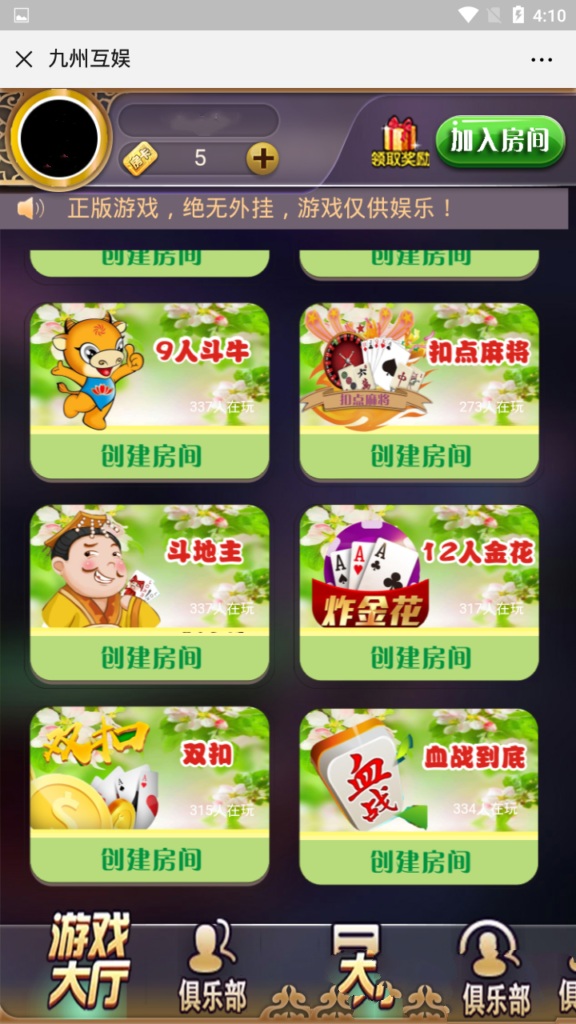 4:10
九州互娱
房卡
5
领取奖励
加入房间
正版游戏，绝无外挂，游戏仅供娱乐！
创建房间
创建房间
9人斗牛
337人在玩
创建房间
扣点麻将
扣点麻将
273人在玩
创建房间
斗地主
337人在玩
创建房间
A A A
12人金花
炸金花
314人在玩
创建房间
双扣
双扣
315人在玩
创建房间
血战
血战到底
334人在玩
创建房间
游戏
大厅
俱乐部
大
俱乐部
俱